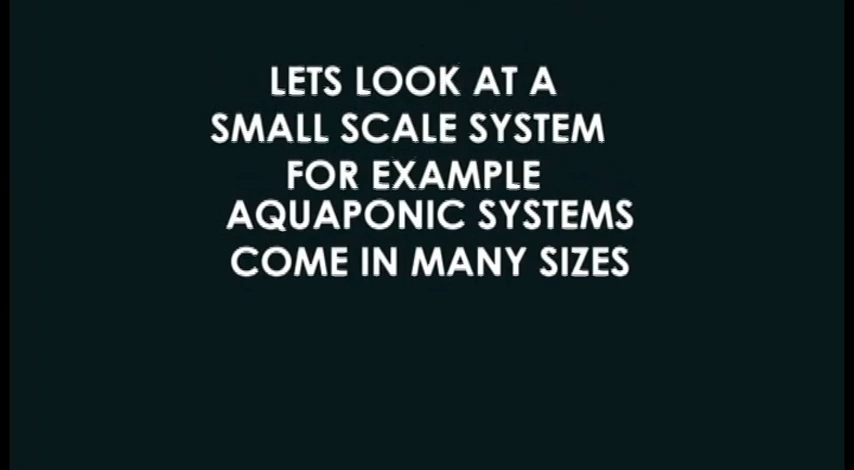 LETS LOOK AT A
SMALL SCALE SYSTEM
FOR EXAMPLE
AQUAPONIC SYSTEMS
COME IN MANY SIZES